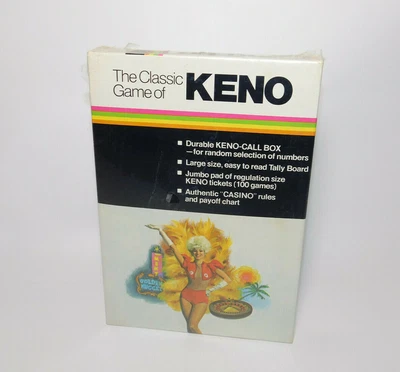 The Classic
Game of KENO
■ Durable KENO-CALL BOX
—for random selection of numbers
■ Large size, easy to read Tally Board
■ Jumbo pad of regulation size
KENO tickets (100 games)
■ Authentic "CASINO" rules
and payoff chart